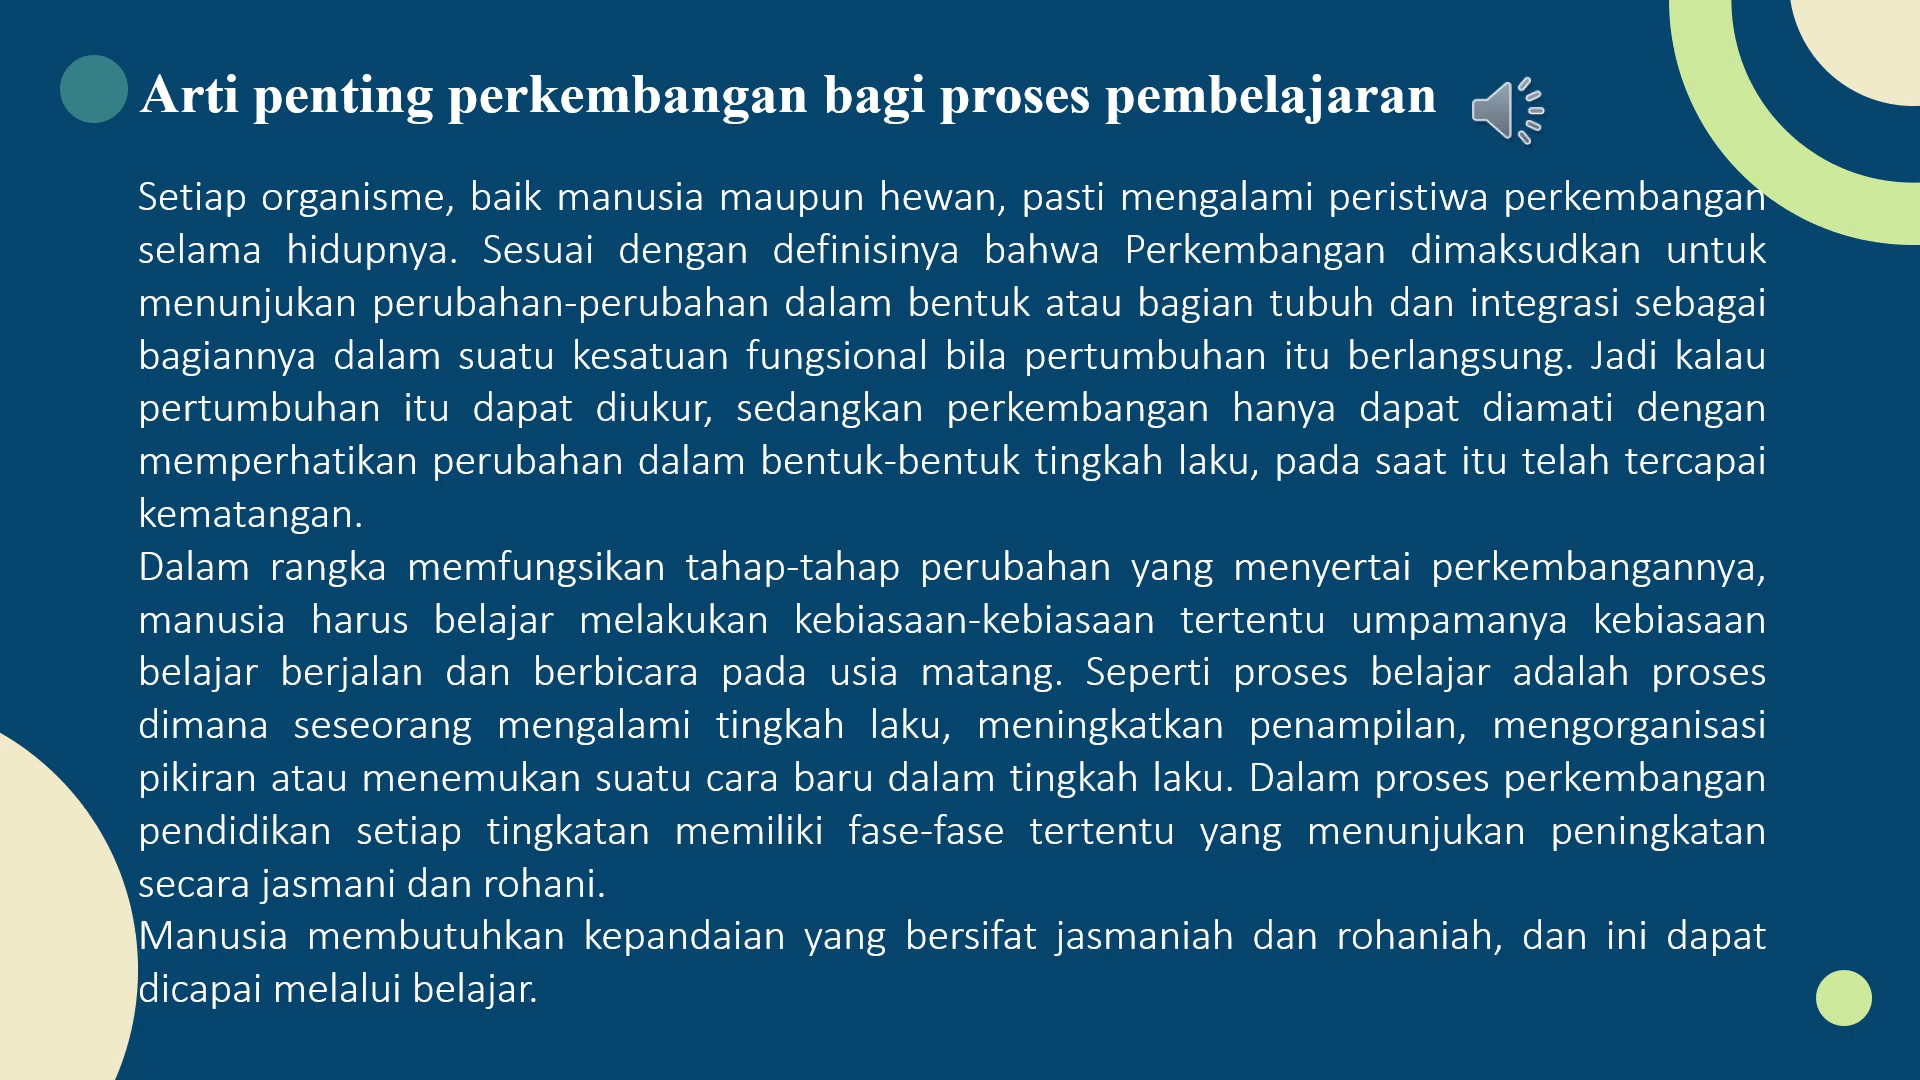 Arti penting perkembangan bagi proses pembelajaran
Setiap organisme, baik manusia maupun hewan, pasti mengalami peristiwa perkembangan
selama hidupnya. Sesuai dengan definisinya bahwa Perkembangan dimaksudkan untuk
menunjukan perubahan-perubahan dalam bentuk atau bagian tubuh dan integrasi sebagai
bagiannya dalam suatu kesatuan fungsional bila pertumbuhan itu berlangsung. Jadi kalau
pertumbuhan itu dapat diukur, sedangkan perkembangan hanya dapat diamati dengan
memperhatikan perubahan dalam bentuk-bentuk tingkah laku, pada saat itu telah tercapai
kematangan.
Dalam rangka memfungsikan tahap-tahap perubahan yang menyertai perkembangannya,
manusia harus belajar melakukan kebiasaan-kebiasaan tertentu umpamanya kebiasaan
belajar berjalan dan berbicara pada usia matang. Seperti proses belajar adalah proses
dimana seseorang mengalami tingkah laku, meningkatkan penampilan, mengorganisasi
pikiran atau menemukan suatu cara baru dalam tingkah laku. Dalam proses perkembangan
pendidikan setiap tingkatan memiliki fase-fase tertentu yang menunjukan peningkatan
secara jasmani dan rohani.
Manusia membutuhkan kepandaian yang bersifat jasmaniah dan rohaniah, dan ini dapat
dicapai melalui belajar.